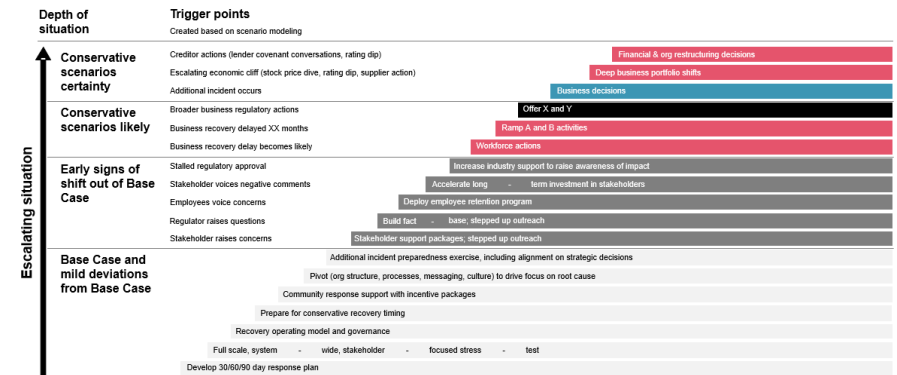 Depth of situation
Trigger points
Created based on scenario modeling
Escalating situation
Conservative scenarios certainty
Creditor actions (lender covenant conversations, rating dip)
Financial & org restructuring decisions
Escalating economic cliff (stock price dive, rating dip, supplier action)
Deep business portfolio shifts
Additional incident occurs
Business decisions
Conservative scenarios likely
Broader business regulatory actions
Offer X and Y
Business recovery delayed XX months
Ramp A and B activities
Business recovery delay becomes likely
Workforce actions
Early signs of shift out of Base Case
Stalled regulatory approval
Increase industry support to raise awareness of impact
Stakeholder voices negative comments
Accelerate long - term investment in stakeholders
Employees voice concerns
Deploy employee retention program
Regulator raises questions
Build fact - base; stepped up outreach
Stakeholder raises concerns
Stakeholder support packages; stepped up outreach
Base Case and mild deviations from Base Case
Additional incident preparedness exercise, including alignment on strategic decisions
Pivot (org structure, processes, messaging, culture) to drive focus on root cause
Community response support with incentive packages
Prepare for conservative recovery timing
Recovery operating model and governance
Full scale, system - wide, stakeholder - focused stress - test
Develop 30/60/90 day response plan